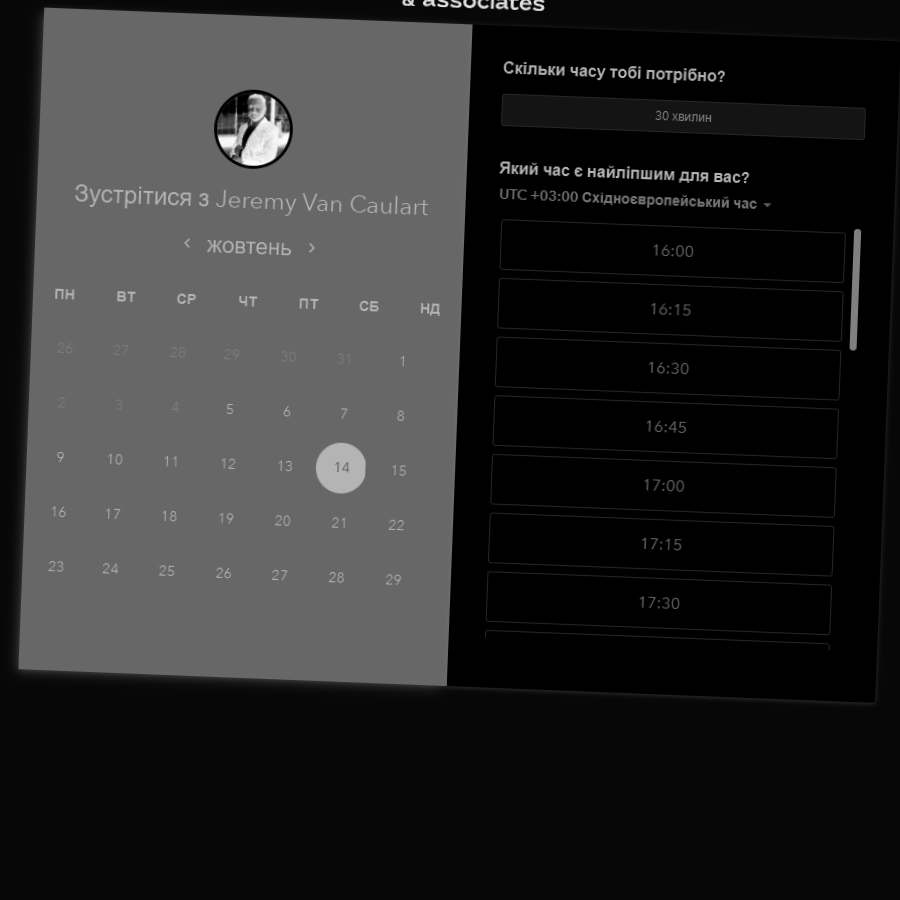 & associates
Зустрітися з Jeremy Van Caulart
жовтень
ПН ВТ СР ЧТ ПТ СБ НД
26 27 28 29 30 31 1
2 3 4 5 6 7 8
9 10 11 12 13 14 15
16 17 18 19 20 21 22
23 24 25 26 27 28 29
Скільки часу тобі потрібно?
30 хвилин
Який час є найліпшим для вас?
UTC +03:00 Східноєвропейський час
16:00
16:15
16:30
16:45
17:00
17:15
17:30